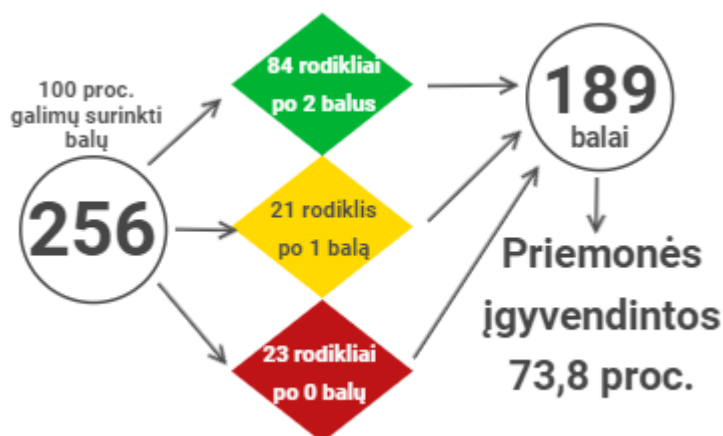 100 proc.
galimų surinkti
balų
256
84 rodikliai
po 2 balus
21 rodiklis
po 1 balą
23 rodikliai
po 0 balų
189
balai
Priemonės
įgyvendintos
73,8 proc.